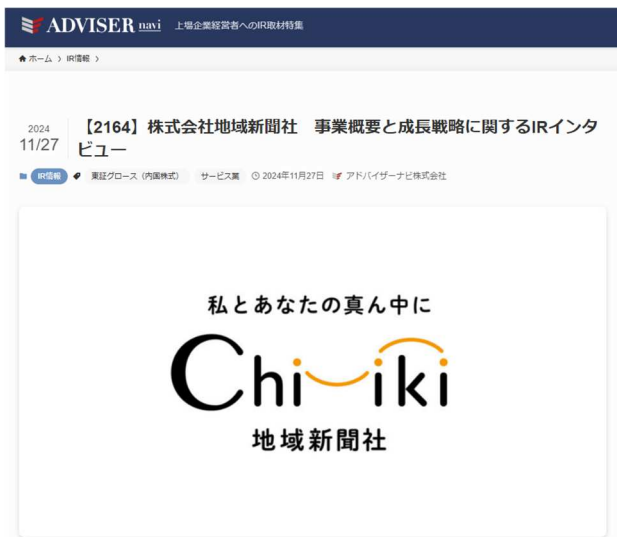 ADVISER navi 上場企業経営者へのIR取材特集
ホーム > IR情報 >
2024
11/27
【2164】株式会社地域新聞社 事業概要と成長戦略に関するIRインタ
ビュー
IR情報 東証グロース（内国株式） サービス業 2024年11月27日 アドバイザーナビ株式会社
私とあなたの真ん中に
Chiiki
地域新聞社